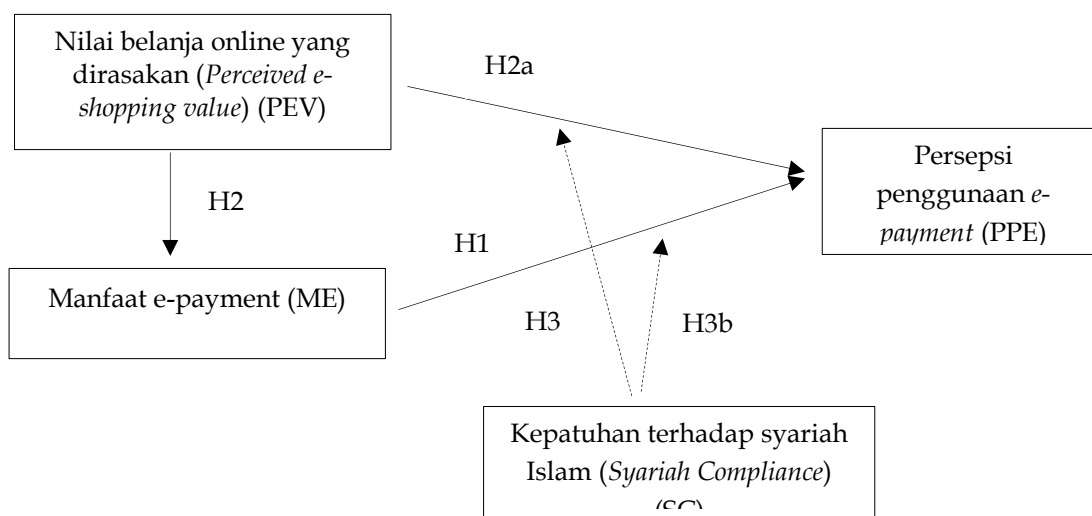 Nilai belanja online yang
dirasakan (Perceived e-
shopping value) (PEV)
H2a
Persepsi
penggunaan e-
payment (PPE)
H2
H1
Manfaat e-payment (ME)
H3
H3b
Kepatuhan terhadap syariah
Islam (Syariah Compliance)
(SC)